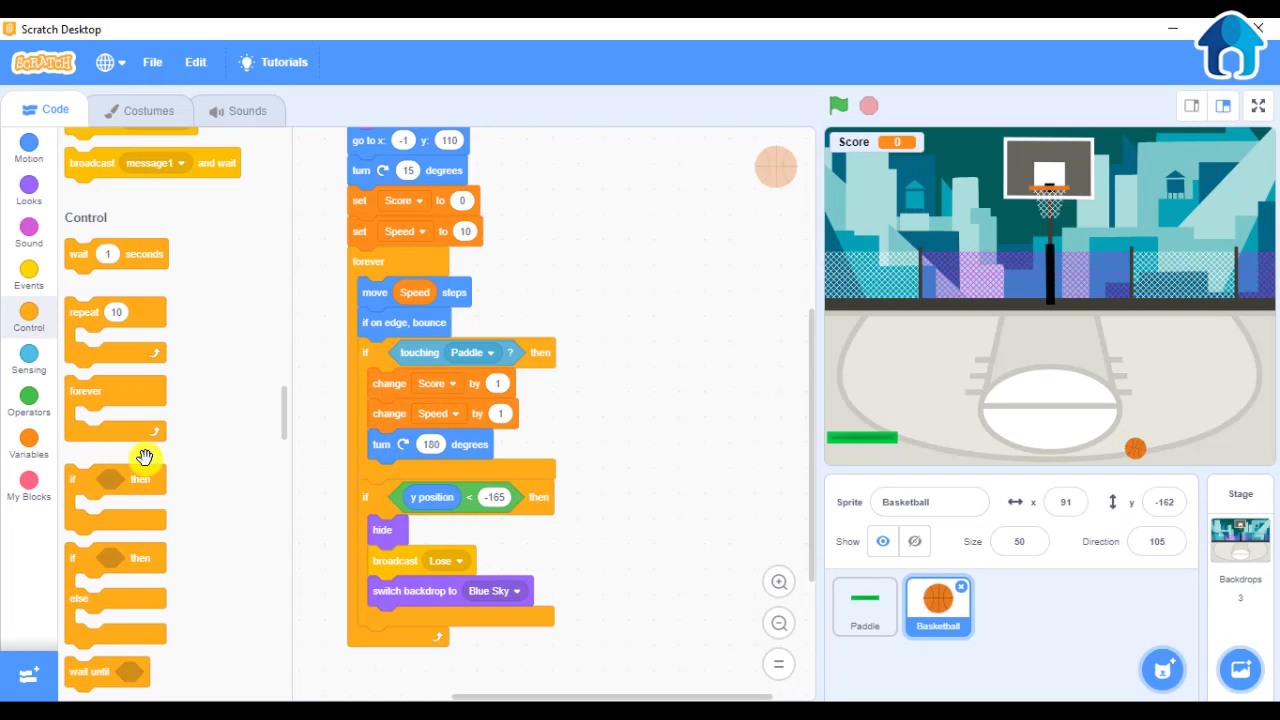 Scratch Desktop
SCRATCH
File
Edit
Tutorials
Code
Costumes
Sounds
Motion
Looks
Sound
Events
Control
Sensing
Operators
Variables
My Blocks
broadcast message1 and wait
Control
wait 1 seconds
repeat 10
forever
if then
if then
else
wait until
go to x: -1 y: 110
turn 15 degrees
set Score to 0
set Speed to 10
forever
move Speed steps
if on edge, bounce
if touching Paddle ? then
change Score by 1
change Speed by 1
turn 180 degrees
if y position < -165 then
hide
broadcast Lose
switch backdrop to Blue Sky
Score 0
Sprite Basketball x 91 y -162
Show Size 50 Direction 105
Paddle
Basketball
Stage
Backdrops
3